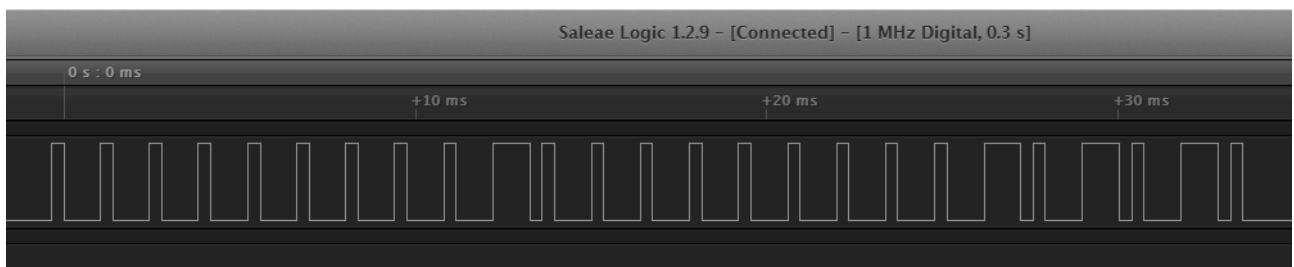 Saleae Logic 1.2.9 – [Connected] – [1 MHz Digital, 0.3 s]
0 s : 0 ms
+10 ms
+20 ms
+30 ms